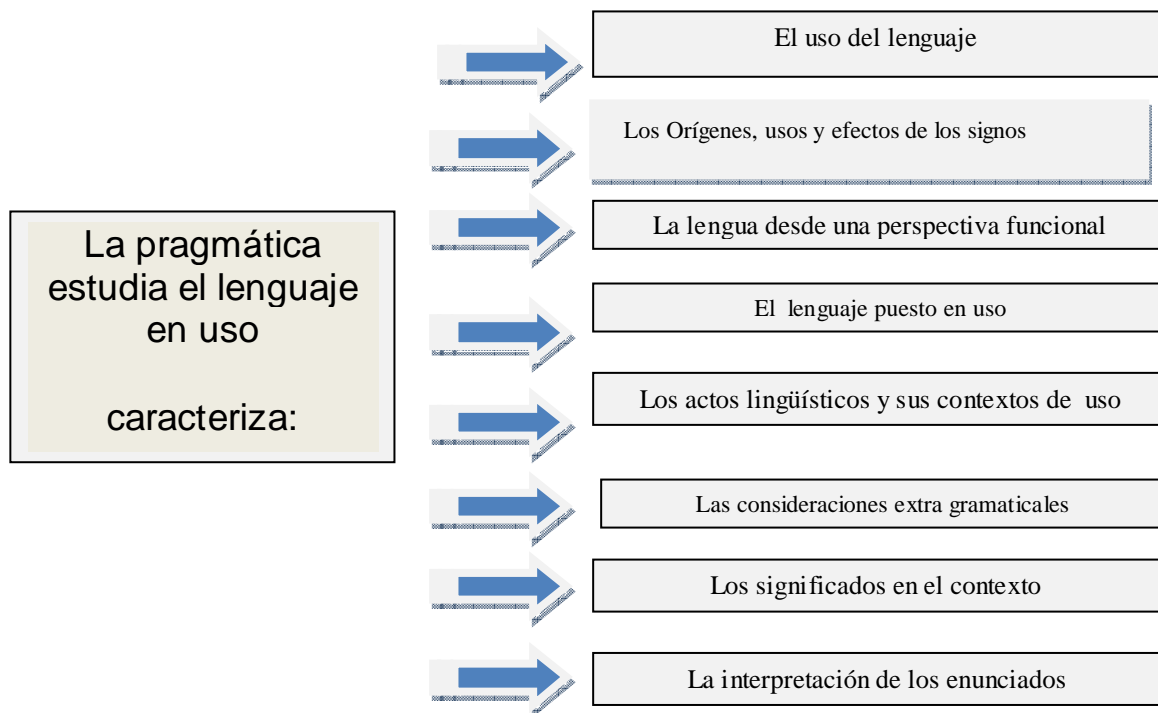 La pragmática
estudia el lenguaje
en uso
caracteriza:
El uso del lenguaje
Los Orígenes, usos y efectos de los signos
La lengua desde una perspectiva funcional
El lenguaje puesto en uso
Los actos lingüísticos y sus contextos de uso
Las consideraciones extra gramaticales
Los significados en el contexto
La interpretación de los enunciados